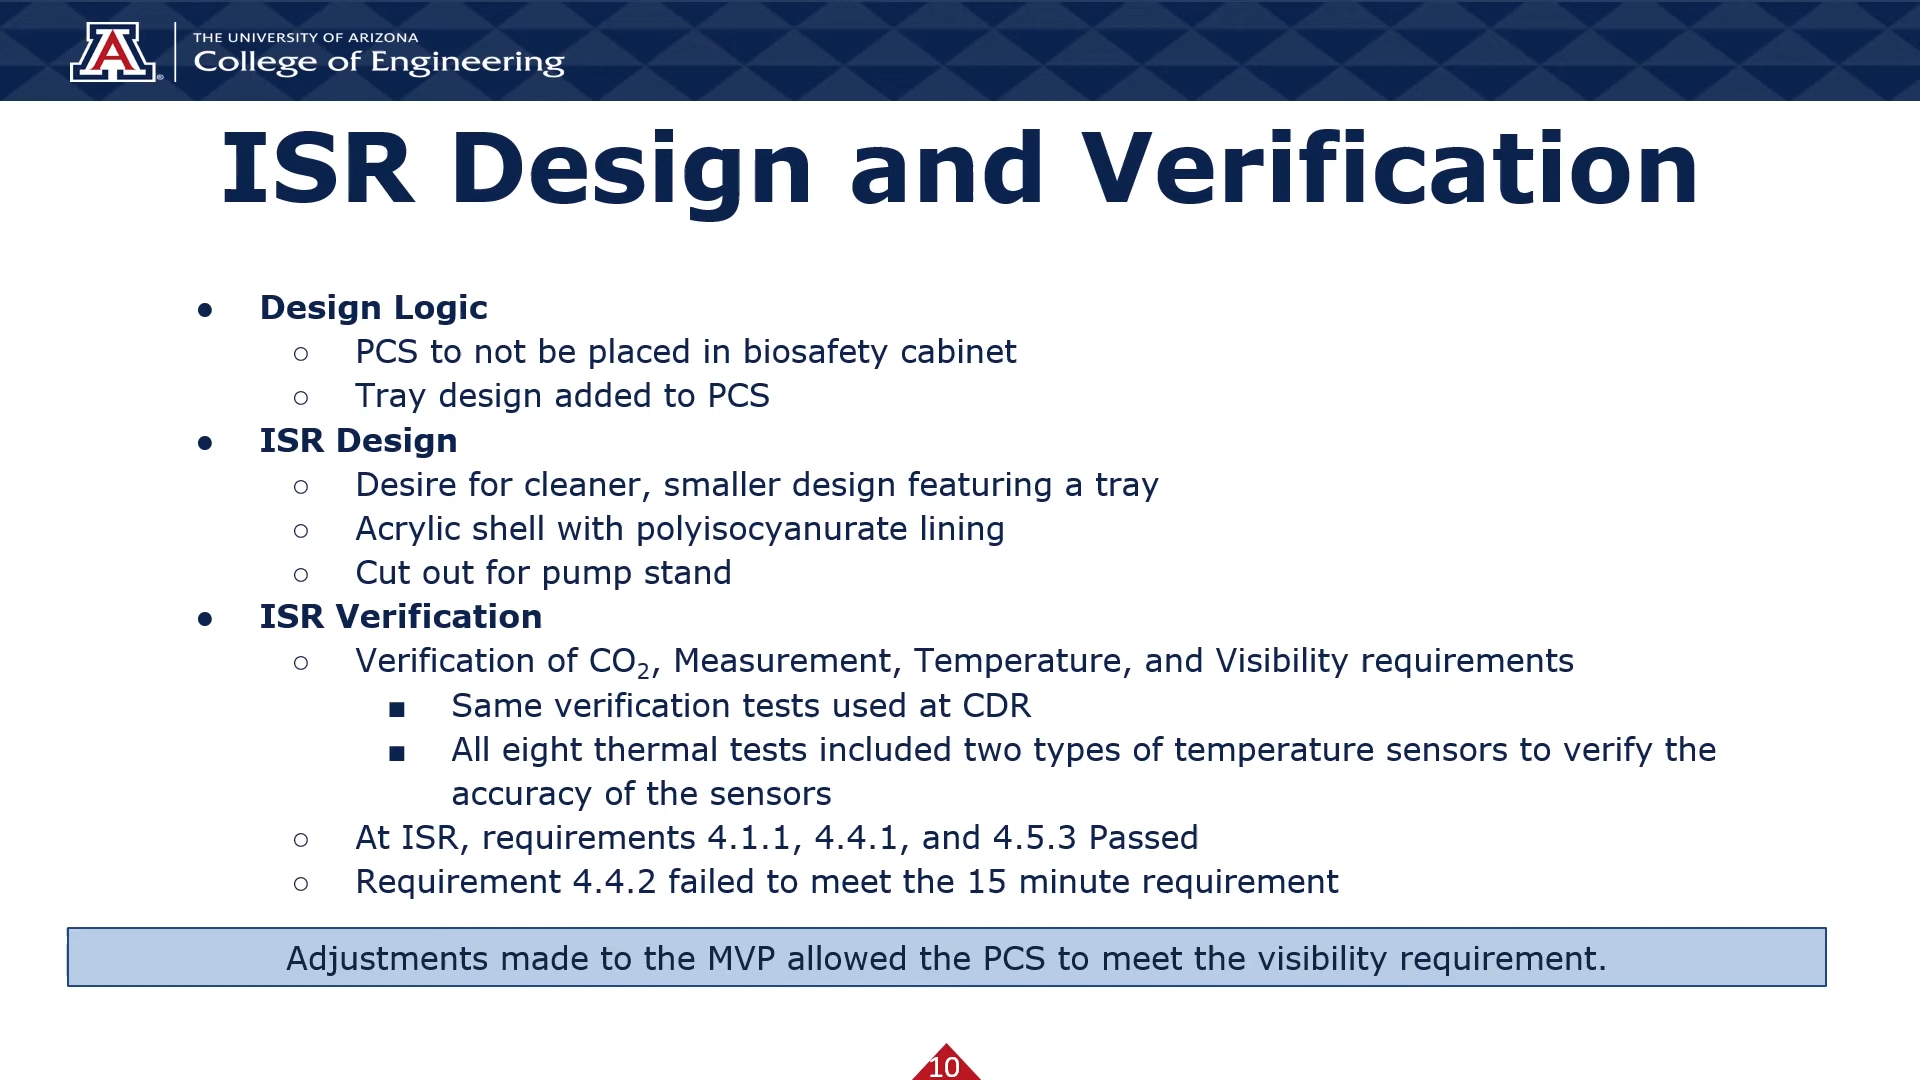 THE UNIVERSITY OF ARIZONA
College of Engineering
ISR Design and Verification
● Design Logic
○ PCS to not be placed in biosafety cabinet
○ Tray design added to PCS
● ISR Design
○ Desire for cleaner, smaller design featuring a tray
○ Acrylic shell with polyisocyanurate lining
○ Cut out for pump stand
● ISR Verification
○ Verification of CO₂, Measurement, Temperature, and Visibility requirements
■ Same verification tests used at CDR
■ All eight thermal tests included two types of temperature sensors to verify the
accuracy of the sensors
○ At ISR, requirements 4.1.1, 4.4.1, and 4.5.3 Passed
○ Requirement 4.4.2 failed to meet the 15 minute requirement
Adjustments made to the MVP allowed the PCS to meet the visibility requirement.
10